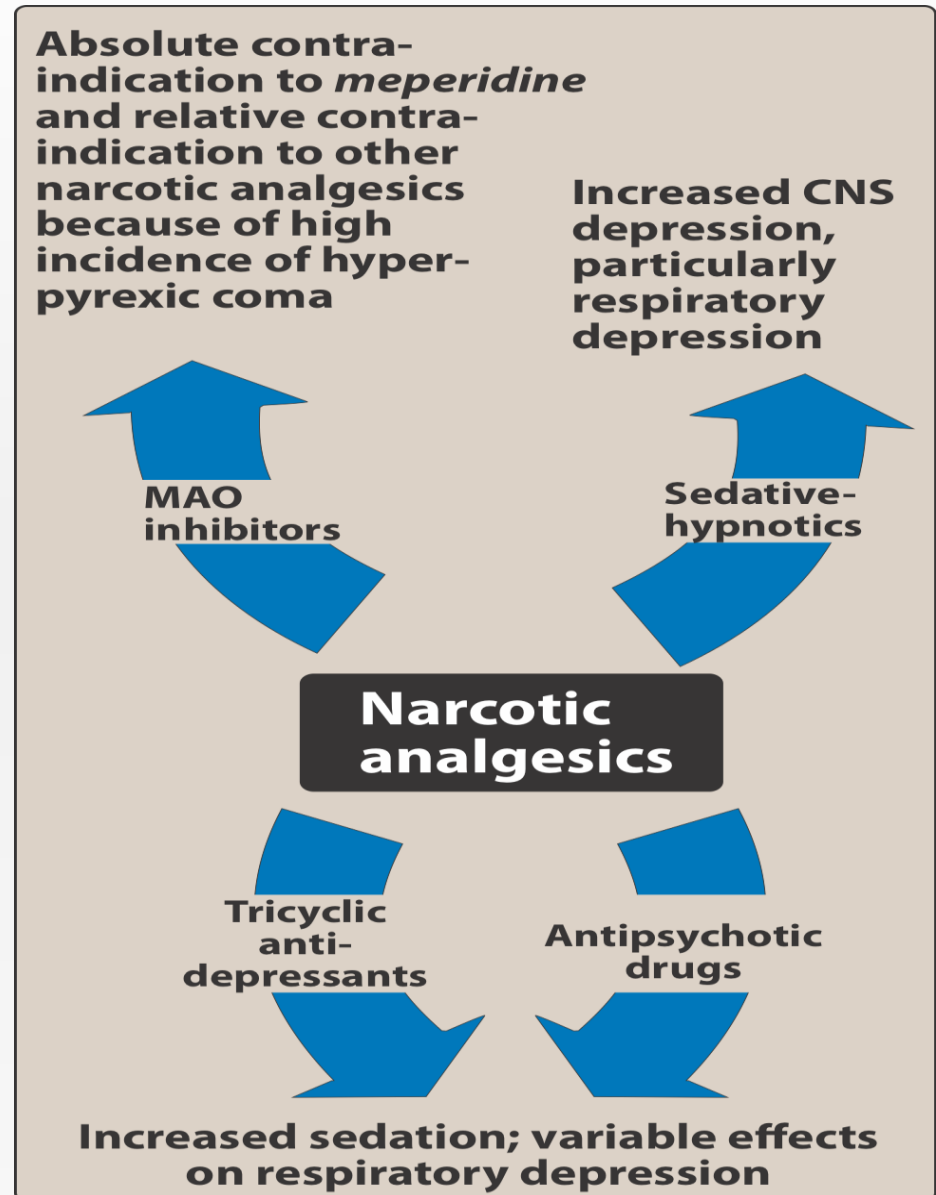 Absolute contra-
indication to meperidine
and relative contra-
indication to other
narcotic analgesics
because of high
incidence of hyper-
pyrexic coma
Increased CNS
depression,
particularly
respiratory
depression
MAO
inhibitors
Sedative-
hypnotics
Narcotic
analgesics
Tricyclic
anti-
depressants
Antipsychotic
drugs
Increased sedation; variable effects
on respiratory depression